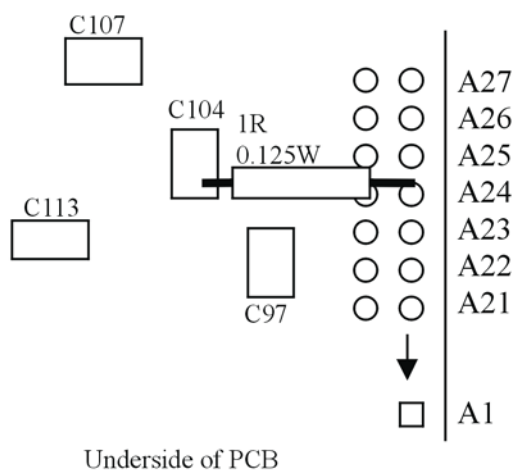 C107
A27
C104
A26
1R
A25
0.125W
A24
C113
A23
A22
C97
A21
A1
Underside of PCB